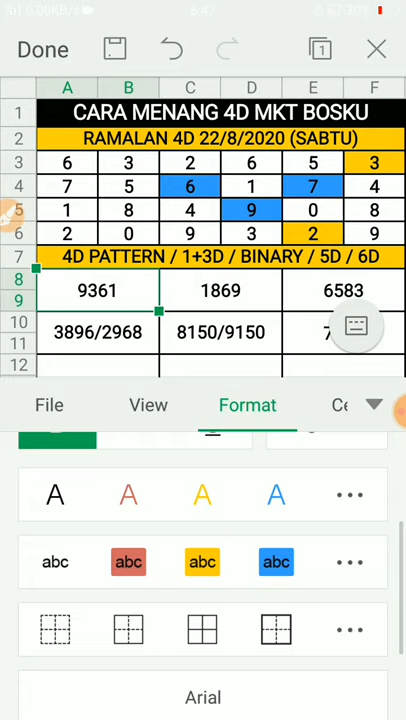 Done 1
A B C D E F
1 CARA MENANG 4D MKT BOSKU
2 RAMALAN 4D 22/8/2020 (SABTU)
3 6 3 2 6 5 3
4 7 5 6 1 7 4
5 1 8 4 9 0 8
6 2 0 9 3 2 9
7 4D PATTERN / 1+3D / BINARY / 5D / 6D
8 9361 1869 6583
9
10 3896/2968 8150/9150
11
12
File View Format
A A A A
abc abc abc abc
Arial